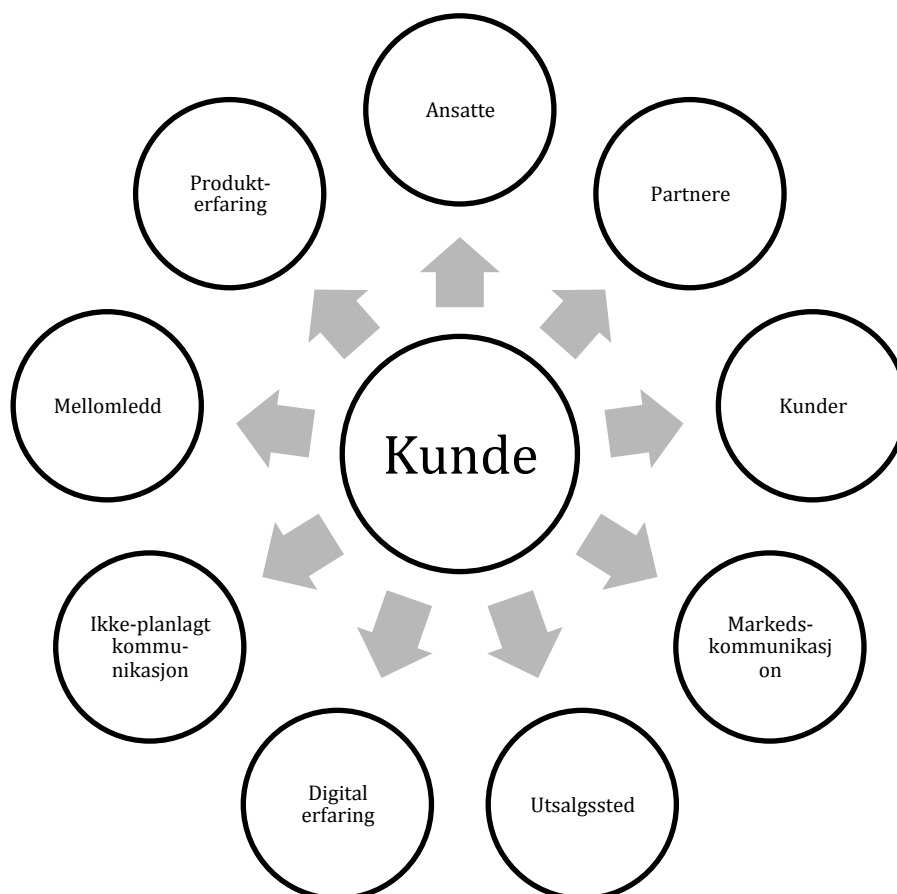 Ansatte
Partnere
Kunder
Markeds-
kommunikasj
on
Utsalgssted
Digital
erfaring
Ikke-planlagt
kommu-
nikasjon
Mellomledd
Produkt-
erfaring
Kunde